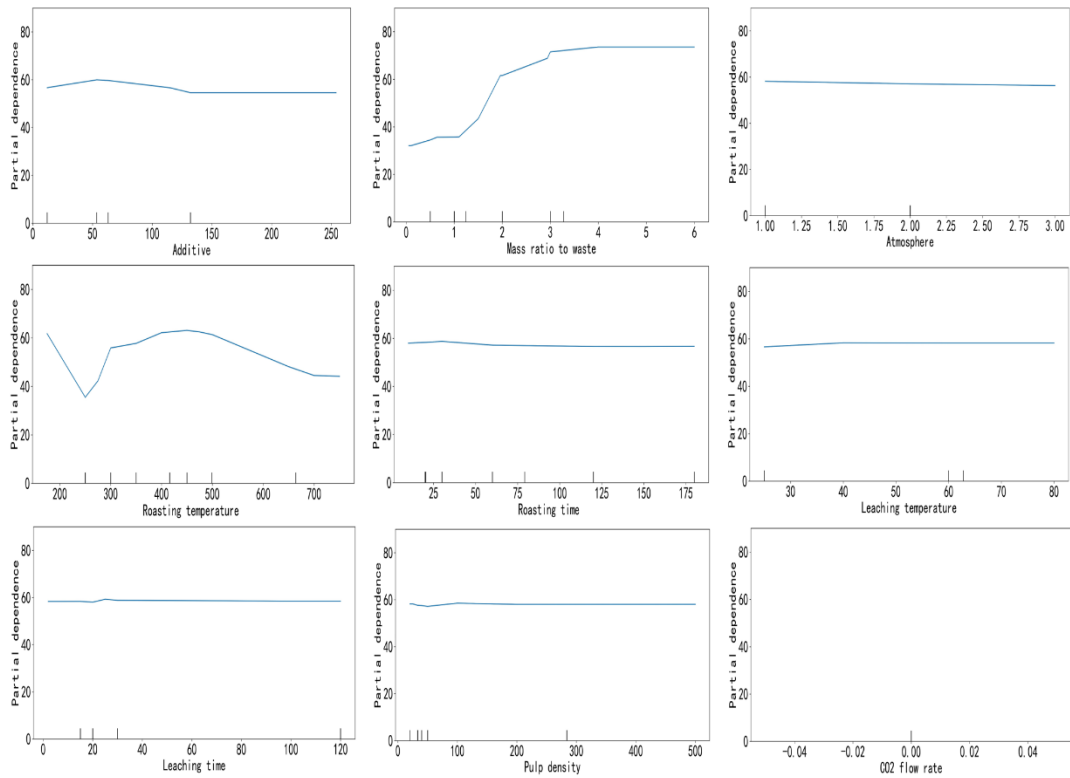 Partial dependence
80
60
40
20
0
0 50 100 150 200 250
Additive
Partial dependence
80
60
40
20
0
0 1 2 3 4 5 6
Mass ratio to waste
Partial dependence
80
60
40
20
0
1.00 1.25 1.50 1.75 2.00 2.25 2.50 2.75 3.00
Atmosphere
Partial dependence
80
60
40
20
0
200 300 400 500 600 700
Roasting temperature
Partial dependence
80
60
40
20
0
25 50 75 100 125 150 175
Roasting time
Partial dependence
80
60
40
20
0
30 40 50 60 70 80
Leaching temperature
Partial dependence
80
60
40
20
0
0 20 40 60 80 100 120
Leaching time
Partial dependence
80
60
40
20
0
0 100 200 300 400 500
Pulp density
Partial dependence
80
60
40
20
0
-0.04 -0.02 0.00 0.02 0.04
CO2 flow rate